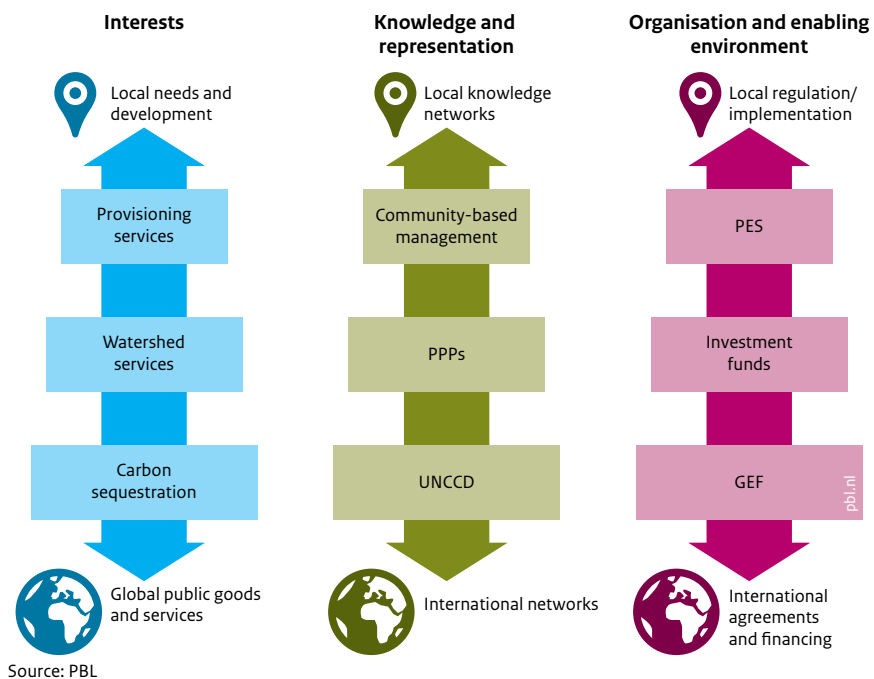 Interests
Local needs and
development
Provisioning
services
Watershed
services
Carbon
sequestration
Global public goods
and services
Knowledge and
representation
Local knowledge
networks
Community-based
management
PPPs
UNCCD
International networks
Organisation and enabling
environment
Local regulation/
implementation
PES
Investment
funds
GEF
pbl.nl
International
agreements
and financing
Source: PBL